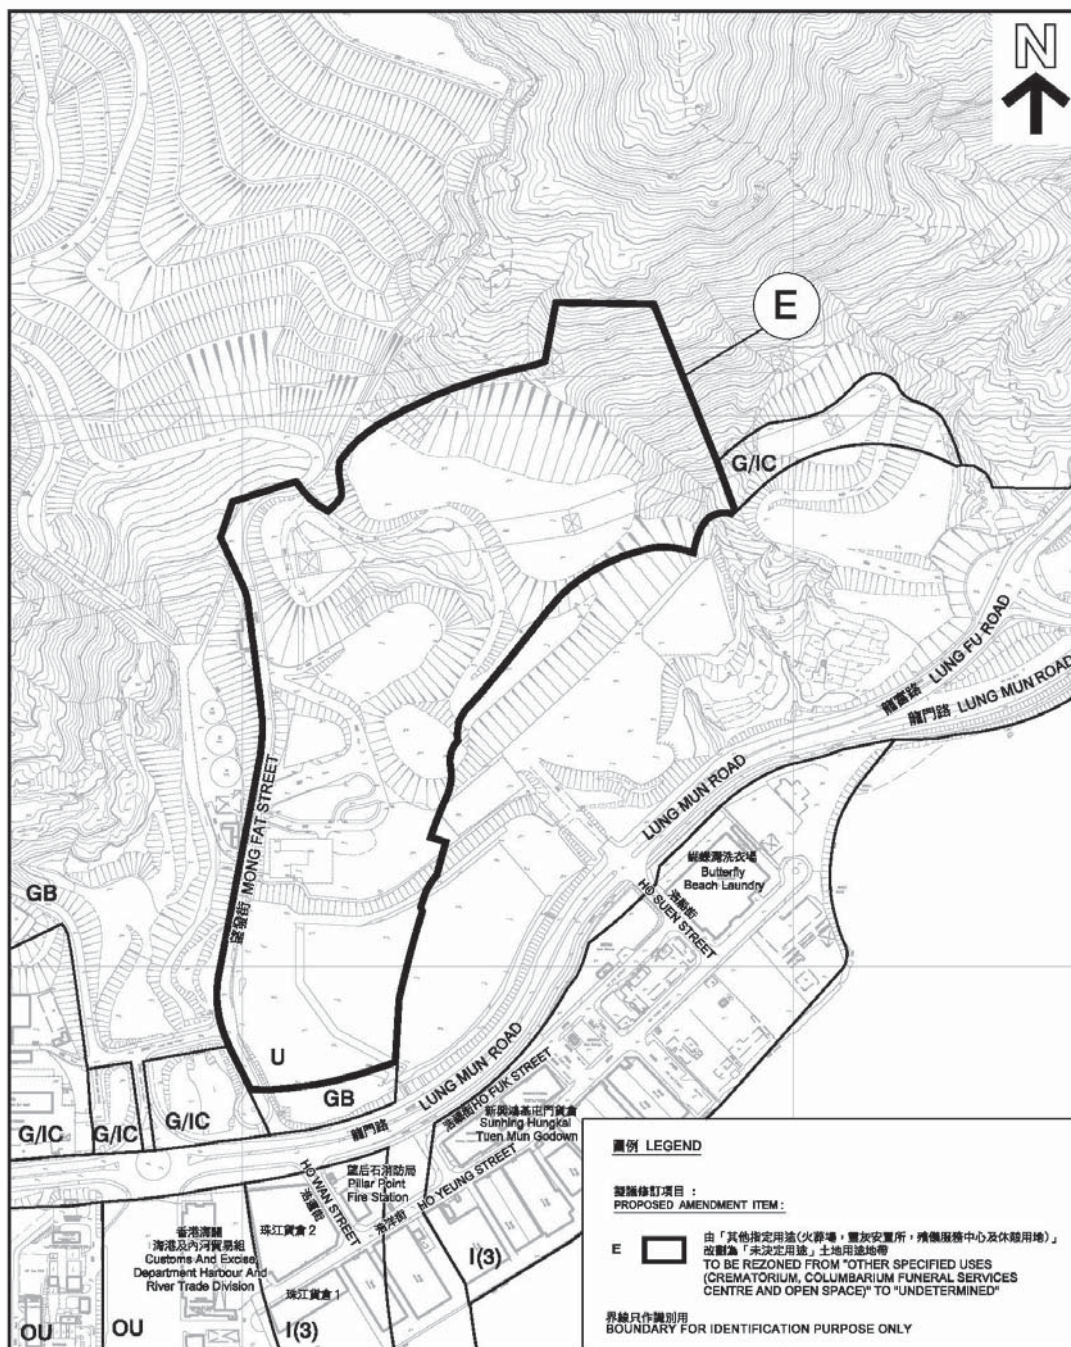 N
E
G/IC
龍富路 LUNG FU ROAD
龍門路 LUNG MUN ROAD
LUNG MUN ROAD
蝴蝶灣洗衣場
Butterfly
Beach Laundry
洛船街
HO SUEN STREET
望發街 MONG FAT STREET
GB
U
GB
LUNG MUN ROAD
龍門路
G/IC
G/IC
G/IC
洛福街 HO FUK STREET
新興鴻基屯門貨倉
Sunhing Hungkai
Tuen Mun Godown
HO WAN STREET
洛運街
望后石消防局
Pillar Point
Fire Station
洛洋街 HO YEUNG STREET
香港海關
海港及內河貿易組
Customs And Excise
Department Harbour And
River Trade Division
珠江貨倉 2
珠江貨倉 1
I(3)
I(3)
OU
OU
圖例 LEGEND
擬議修訂項目 :
PROPOSED AMENDMENT ITEM :
E 由「其他指定用途(火葬場，靈灰安置所，殯儀服務中心及休憩用地)」
改劃為「未決定用途」土地用途地帶
TO BE REZONED FROM "OTHER SPECIFIED USES
(CREMATORIUM, COLUMBARIUM FUNERAL SERVICES
CENTRE AND OPEN SPACE)" TO "UNDETERMINED"
界線只作識別用
BOUNDARY FOR IDENTIFICATION PURPOSE ONLY